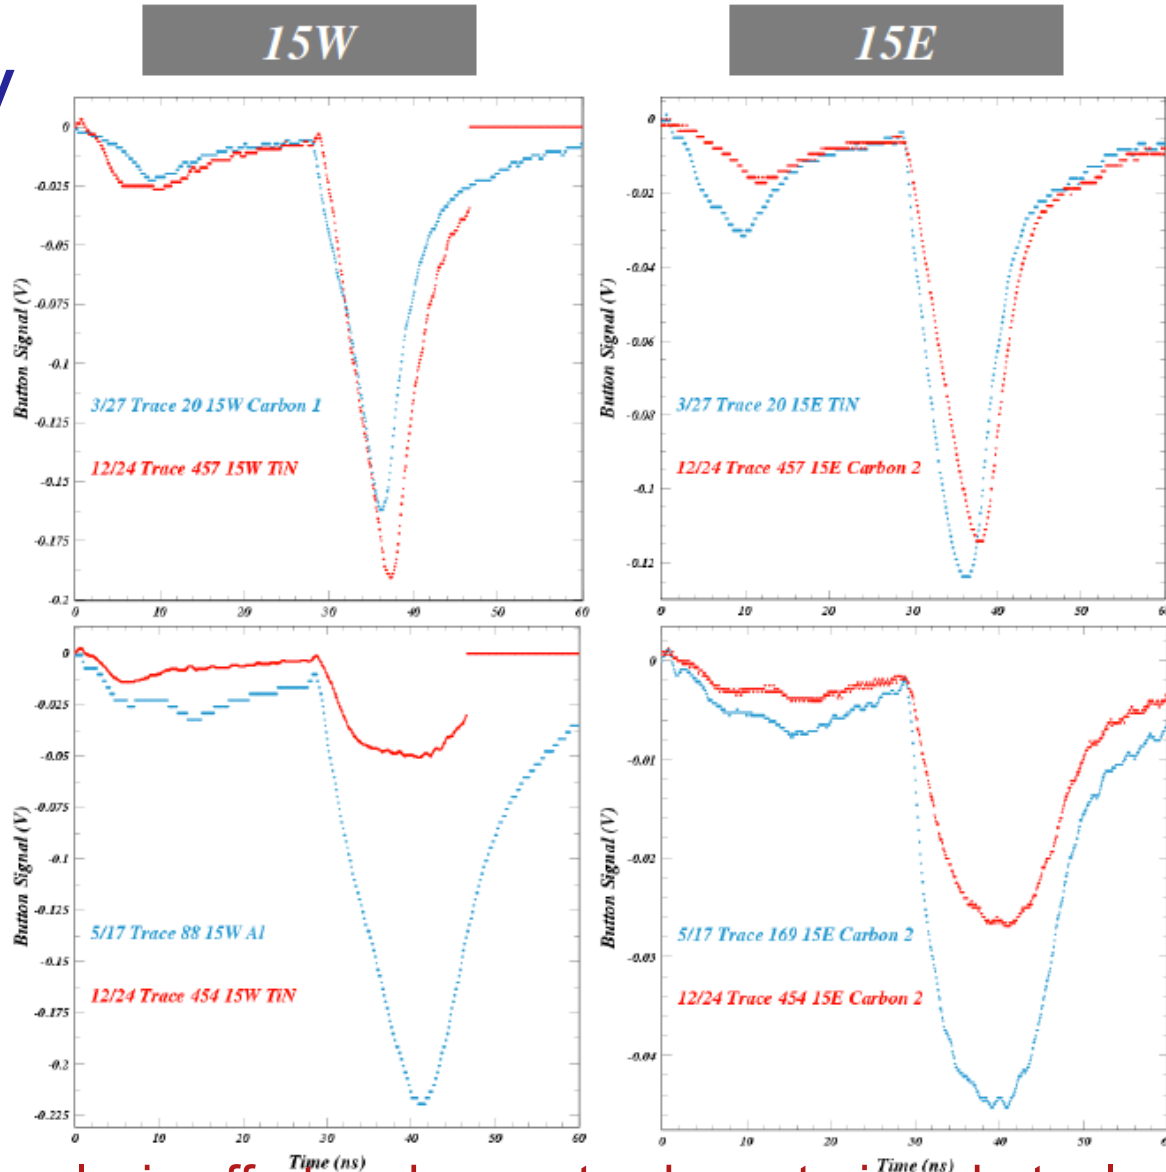 15W
15E
y
0
-0.025
-0.05
-0.075
-0.1
-0.125
-0.15
-0.175
-0.2
Button Signal (V)
3/27 Trace 20 15W Carbon 1
12/24 Trace 457 15W TiN
0 10 20 30 40 50 60
0
-0.02
-0.04
-0.06
-0.08
-0.1
-0.12
Button Signal (V)
3/27 Trace 20 15E TiN
12/24 Trace 457 15E Carbon 2
0 10 20 30 40 50
0
-0.025
-0.05
-0.075
-0.1
-0.125
-0.15
-0.175
-0.2
-0.225
Button Signal (V)
5/17 Trace 88 15W Al
12/24 Trace 454 15W TiN
0 10 20 30 40 50 60
Time (ns)
0
-0.01
-0.02
-0.03
-0.04
Button Signal (V)
5/17 Trace 169 15E Carbon 2
12/24 Trace 454 15E Carbon 2
0 10 20 30 40 50
Time (ns)